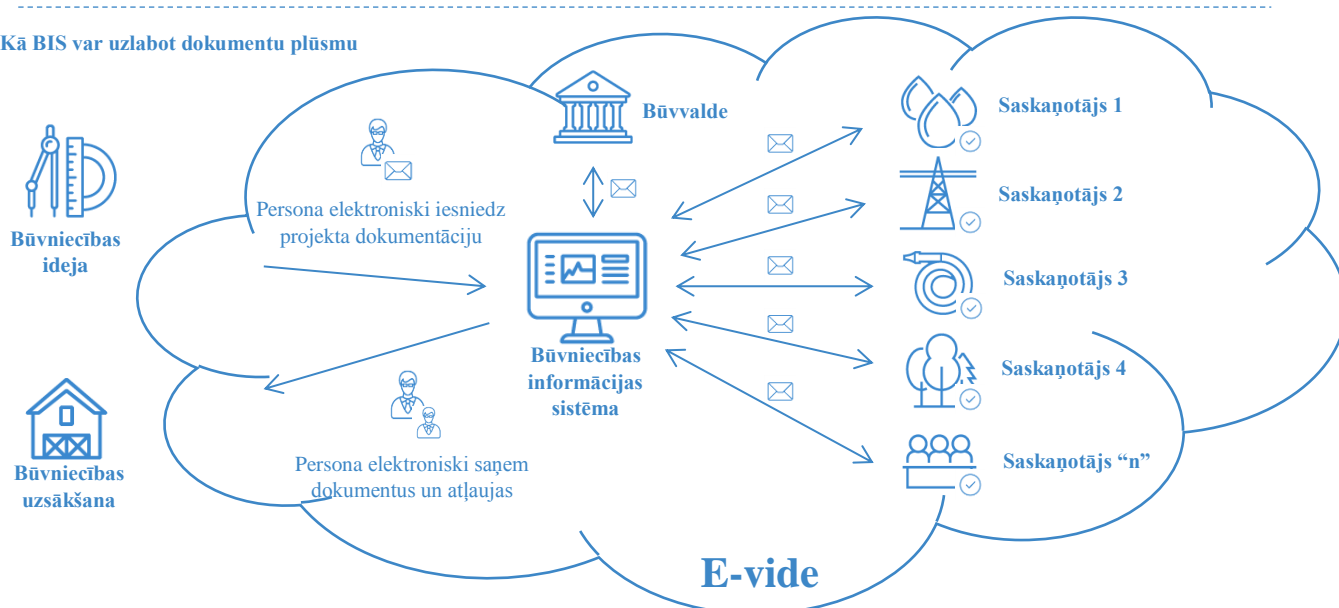 Kā BIS var uzlabot dokumentu plūsmu
Būvvalde
Būvniecības
ideja
Persona elektroniski iesniedz
projekta dokumentāciju
Būvniecības
informācijas
sistēma
Būvniecības
uzsākšana
Persona elektroniski saņem
dokumentus un atļaujas
Saskaņotājs 1
Saskaņotājs 2
Saskaņotājs 3
Saskaņotājs 4
Saskaņotājs “n”
E-vide